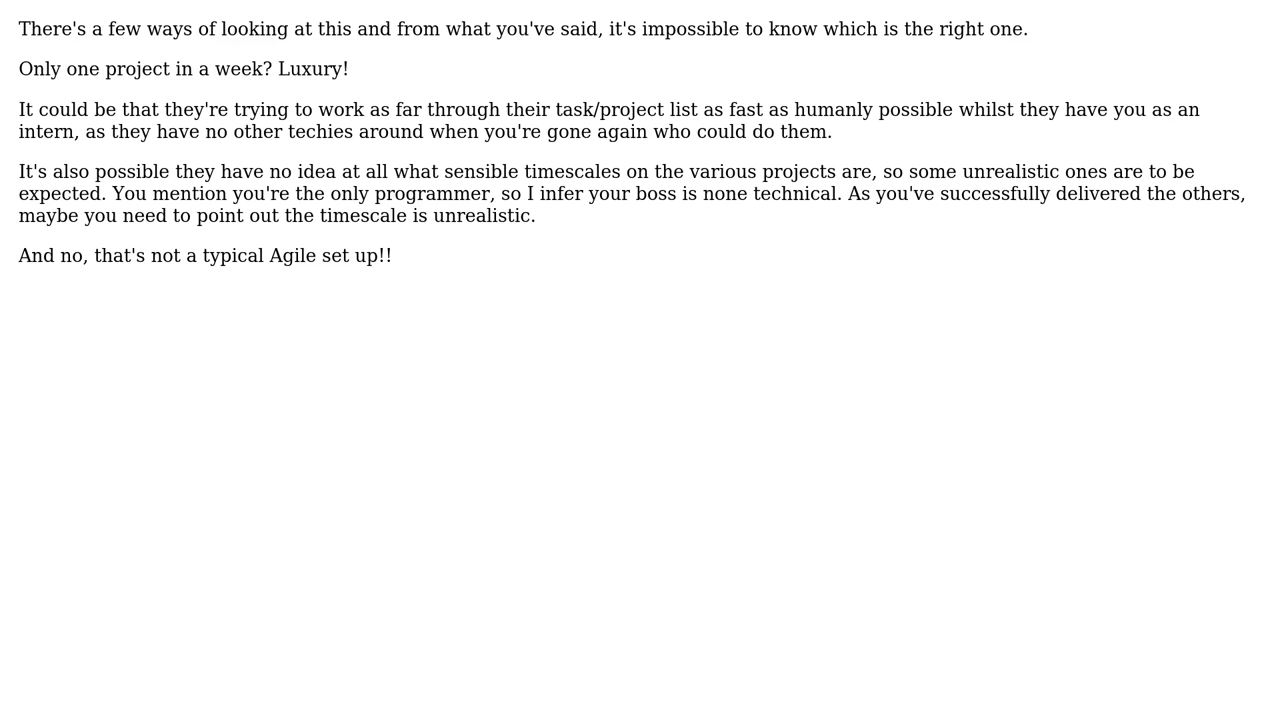 There's a few ways of looking at this and from what you've said, it's impossible to know which is the right one.
Only one project in a week? Luxury!
It could be that they're trying to work as far through their task/project list as fast as humanly possible whilst they have you as an
intern, as they have no other techies around when you're gone again who could do them.
It's also possible they have no idea at all what sensible timescales on the various projects are, so some unrealistic ones are to be
expected. You mention you're the only programmer, so I infer your boss is none technical. As you've successfully delivered the others,
maybe you need to point out the timescale is unrealistic.
And no, that's not a typical Agile set up!!